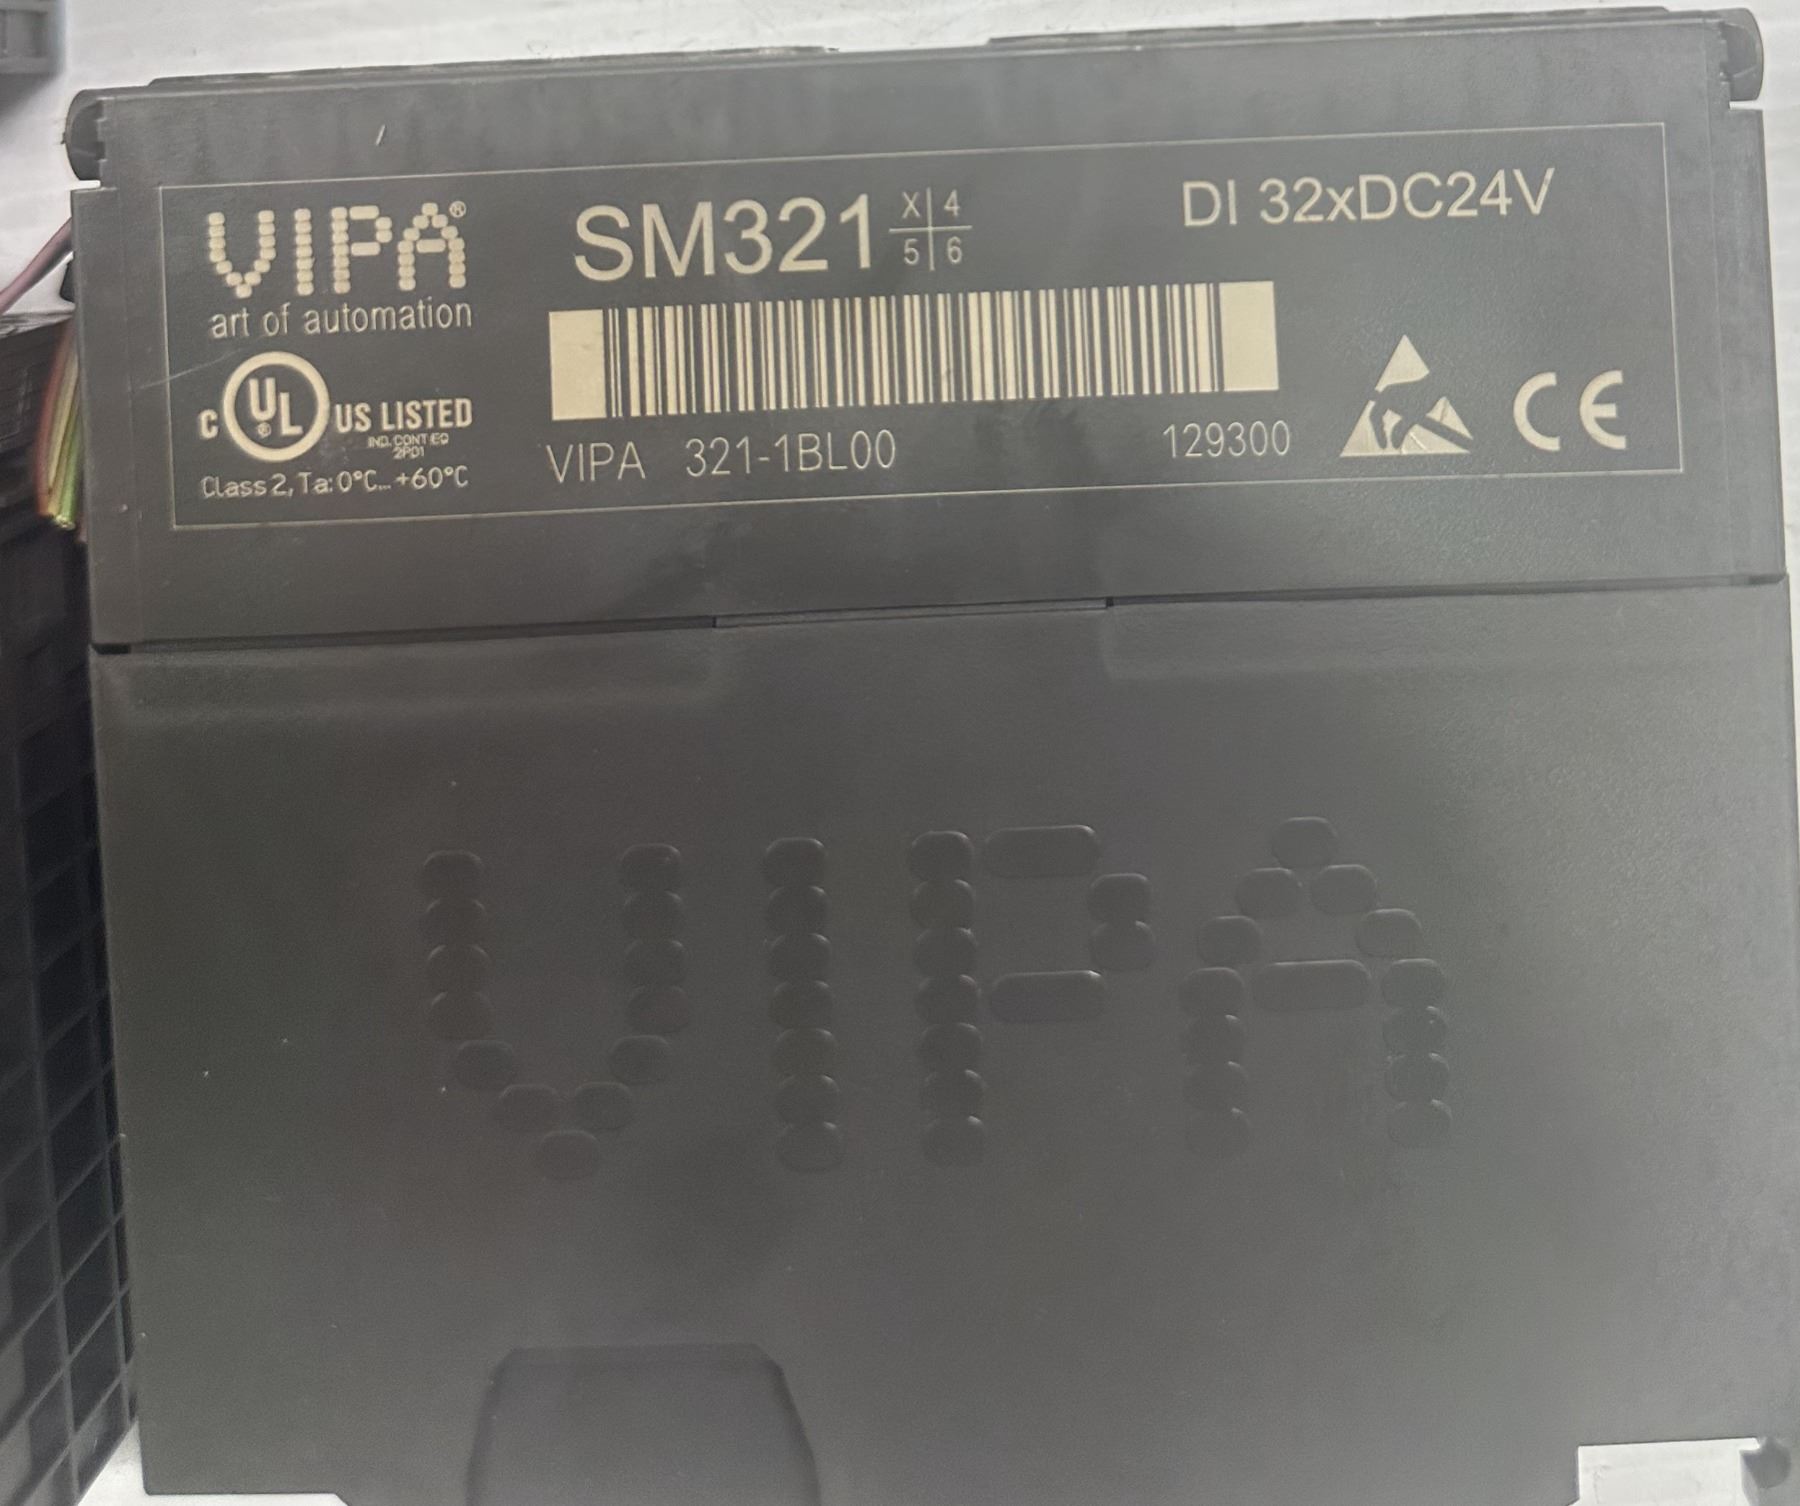 VIPA®
art of automation
SM321 X 4
5 6
DI 32xDC24V
C UL® US LISTED
IND. CONT. EQ
2PD1
Class 2, Ta: 0°C... +60°C
VIPA 321-1BL00
129300
CE
VIPA